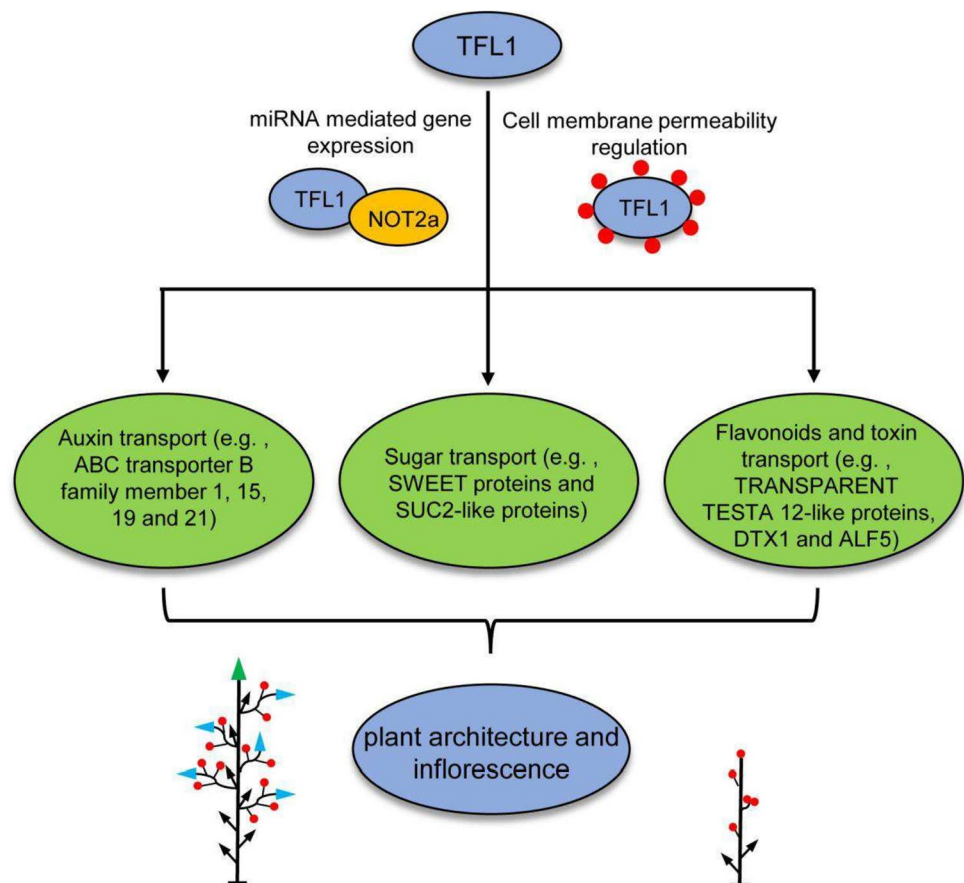 TFL1
miRNA mediated gene
expression
Cell membrane permeability
regulation
TFL1
NOT2a
TFL1
Auxin transport (e.g. ,
ABC transporter B
family member 1, 15,
19 and 21)
Sugar transport (e.g. ,
SWEET proteins and
SUC2-like proteins)
Flavonoids and toxin
transport (e.g. ,
TRANSPARENT
TESTA 12-like proteins,
DTX1 and ALF5)
plant architecture and
inflorescence